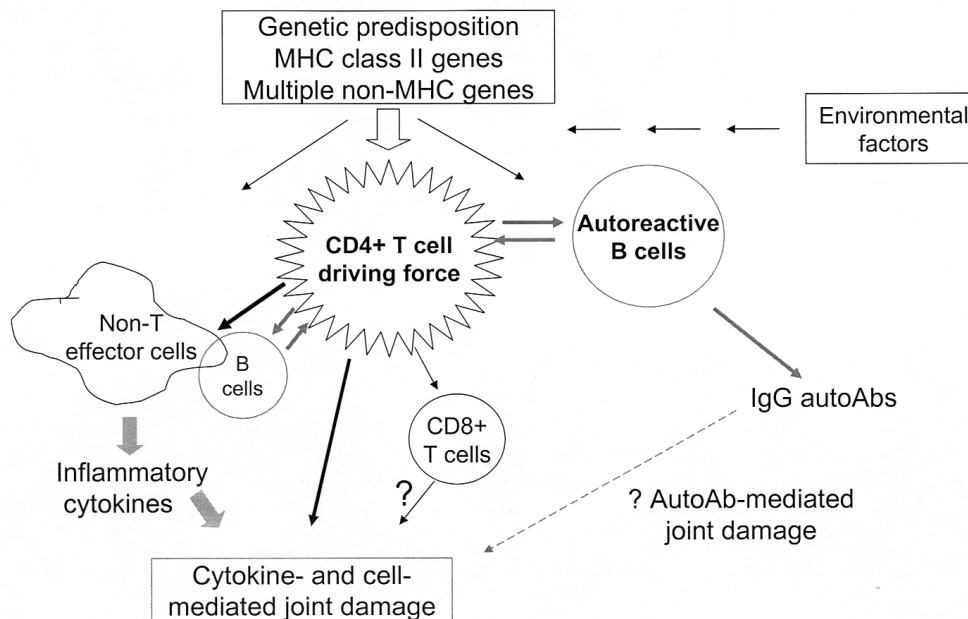 Genetic predisposition
MHC class II genes
Multiple non-MHC genes
Environmental
factors
CD4+ T cell
driving force
Autoreactive
B cells
Non-T
effector cells
B
cells
CD8+
T cells
IgG autoAbs
Inflammatory
cytokines
?
? AutoAb-mediated
joint damage
Cytokine- and cell-
mediated joint damage